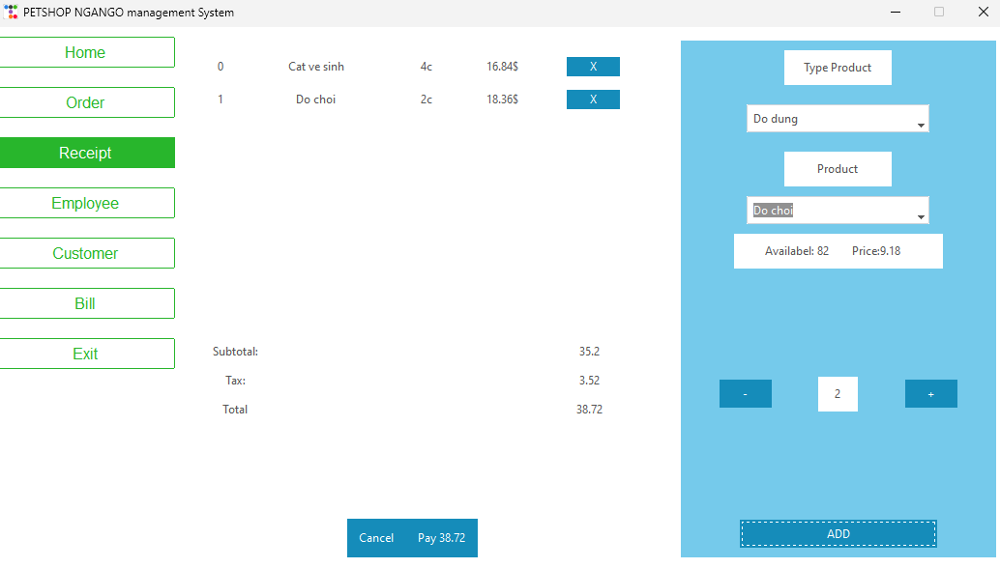 PETSHOP NGANGO management System
Home
Order
Receipt
Employee
Customer
Bill
Exit
0 Cat ve sinh 4c 16.84$ X
1 Do choi 2c 18.36$ X
Subtotal: 35.2
Tax: 3.52
Total 38.72
Cancel Pay 38.72
Type Product
Do dung
Product
Do choi
Availabel: 82 Price:9.18
- 2 +
ADD